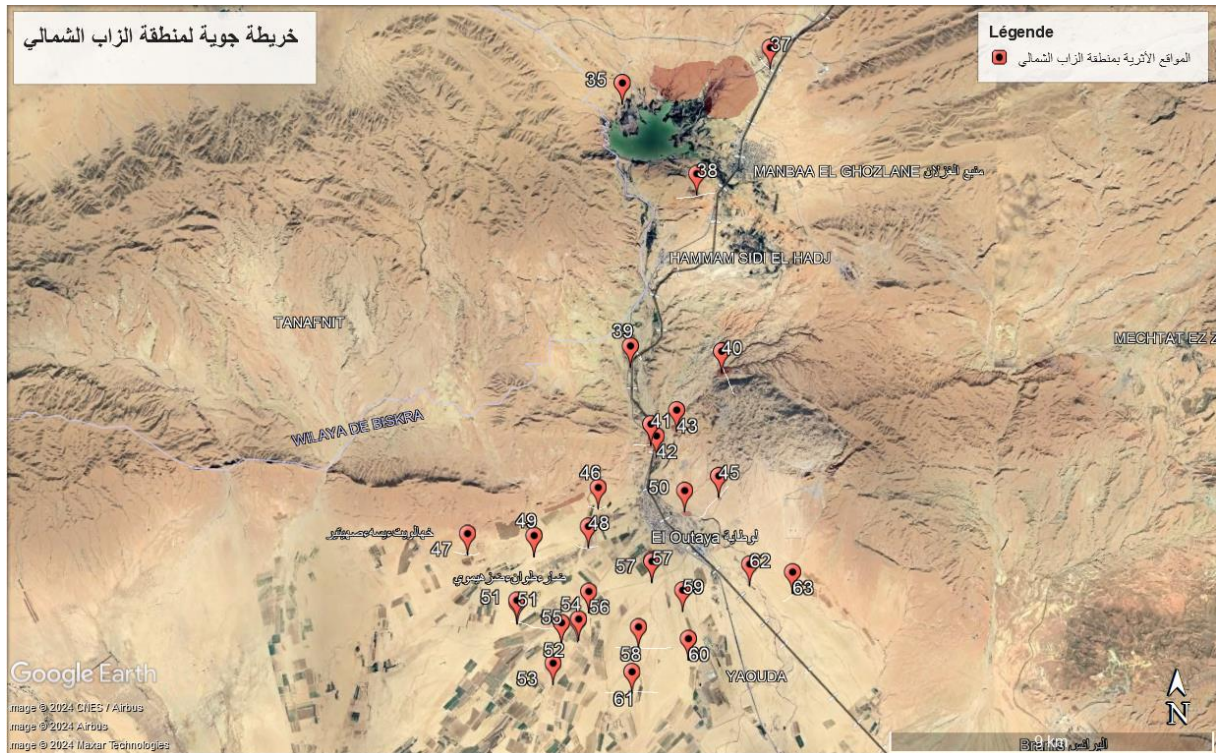 خريطة جوية لمنطقة الزاب الشمالي
Légende
المواقع الأثرية بمنطقة الزاب الشمالي
37
35
MANBAA EL GHOZLANE منبع الغزلان
38
HAMMAM SIDI EL HADJ
TANAFNIT
39
40
MECHTAT EZ Z
WILAYA DE BISKRA
41
43
42
46
45
50
49
48
47
El Outaya لوطاية
57
57
62
63
51
51
54
56
59
55
52
58
60
53
61
YAOUDA
Google Earth
Image © 2024 CNES / Airbus
Image © 2024 Airbus
Image © 2024 Maxar Technologies
N
9 km
البرانس